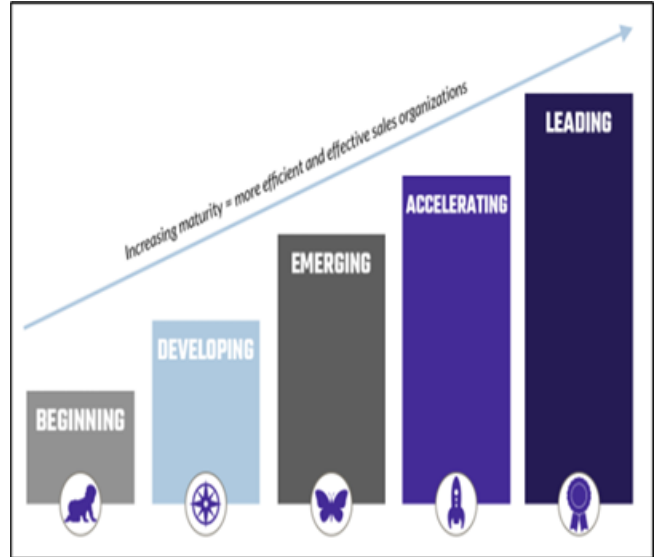 Increasing maturity = more efficient and effective sales organizations
BEGINNING
DEVELOPING
EMERGING
ACCELERATING
LEADING